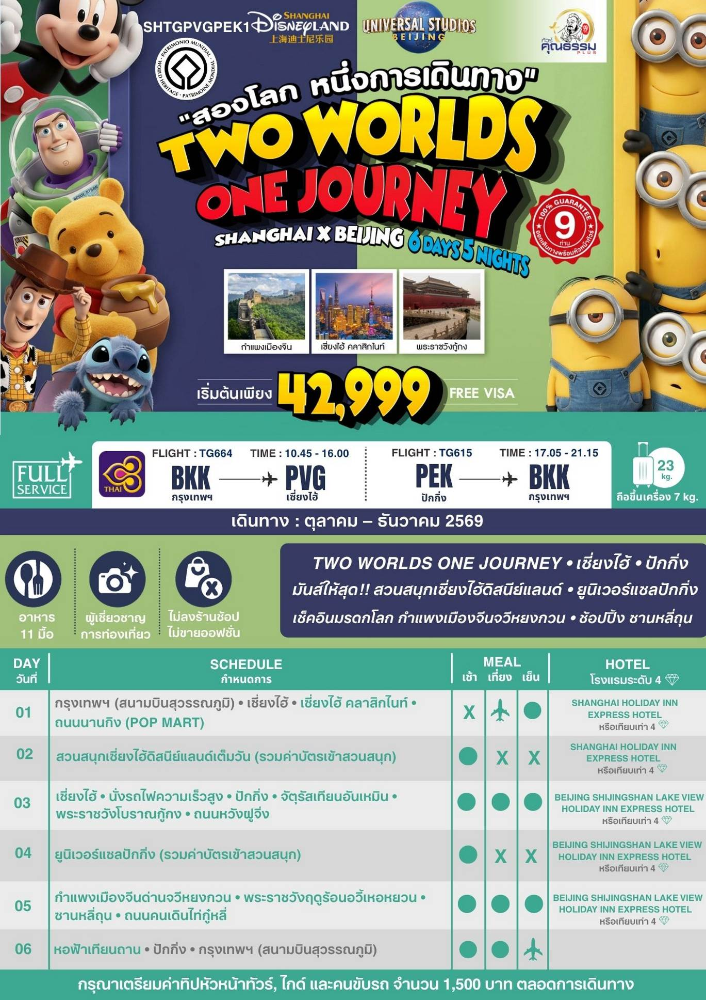 SHTGPVGPEK1
SHANGHAI
DISNEYLAND
上海迪士尼乐园
UNIVERSAL STUDIOS
BEIJING
ทัวร์
คุณธรรม
PLUS
WORLD HERITAGE · PATRIMONIO MUNDIAL · PATRIMOINE MONDIAL
"สองโลก หนึ่งการเดินทาง"
TWO WORLDS
ONE JOURNEY
SHANGHAI X BEIJING 6 DAYS 5 NIGHTS
100% GUARANTEE
9
ท่าน
ออกเดินทางพร้อมหัวหน้าทัวร์
กำแพงเมืองจีน
เซี่ยงไฮ้ คลาสิกไนท์
พระราชวังกู้กง
เริ่มต้นเพียง 42,999 FREE VISA
FULL
SERVICE
THAI
FLIGHT : TG664 TIME : 10.45 - 16.00
BKK PVG
กรุงเทพฯ เซี่ยงไฮ้
FLIGHT : TG615 TIME : 17.05 - 21.15
PEK BKK
ปักกิ่ง กรุงเทพฯ
23
kg.
ถือขึ้นเครื่อง 7 kg.
เดินทาง : ตุลาคม – ธันวาคม 2569
อาหาร
11 มื้อ
ผู้เชี่ยวชาญ
การท่องเที่ยว
X
ไม่ลงร้านช้อป
ไม่ขายออฟชั่น
TWO WORLDS ONE JOURNEY • เซี่ยงไฮ้ • ปักกิ่ง
มันส์ให้สุด!! สวนสนุกเซี่ยงไฮ้ดิสนีย์แลนด์ • ยูนิเวอร์แซลปักกิ่ง
เช็คอินมรดกโลก กำแพงเมืองจีนจวีหยงกวน • ช้อปปิ้ง ซานหลี่ถุน
DAY SCHEDULE MEAL HOTEL
วันที่ กำหนดการ เช้า เที่ยง เย็น โรงแรมระดับ 4
01 กรุงเทพฯ (สนามบินสุวรรณภูมิ) • เซี่ยงไฮ้ • เซี่ยงไฮ้ คลาสิกไนท์ •
ถนนนานกิง (POP MART)
X
SHANGHAI HOLIDAY INN
EXPRESS HOTEL
หรือเทียบเท่า 4
02 สวนสนุกเซี่ยงไฮ้ดิสนีย์แลนด์เต็มวัน (รวมค่าบัตรเข้าสวนสนุก)
X X
SHANGHAI HOLIDAY INN
EXPRESS HOTEL
หรือเทียบเท่า 4
03 เซี่ยงไฮ้ • นั่งรถไฟความเร็วสูง • ปักกิ่ง • จัตุรัสเทียนอันเหมิน •
พระราชวังโบราณกู้กง • ถนนหวังฝูจิ่ง
BEIJING SHIJINGSHAN LAKE VIEW
HOLIDAY INN EXPRESS HOTEL
หรือเทียบเท่า 4
04 ยูนิเวอร์แซลปักกิ่ง (รวมค่าบัตรเข้าสวนสนุก)
X X
BEIJING SHIJINGSHAN LAKE VIEW
HOLIDAY INN EXPRESS HOTEL
หรือเทียบเท่า 4
05 กำแพงเมืองจีนด่านจวีหยงกวน • พระราชวังฤดูร้อนอวี้เหอหยวน •
ซานหลี่ถุน • ถนนคนเดินไท่กู๋หลี่
BEIJING SHIJINGSHAN LAKE VIEW
HOLIDAY INN EXPRESS HOTEL
หรือเทียบเท่า 4
06 หอฟ้าเทียนถาน • ปักกิ่ง • กรุงเทพฯ (สนามบินสุวรรณภูมิ)
กรุณาเตรียมค่าทิปหัวหน้าทัวร์, ไกด์ และคนขับรถ จำนวน 1,500 บาท ตลอดการเดินทาง